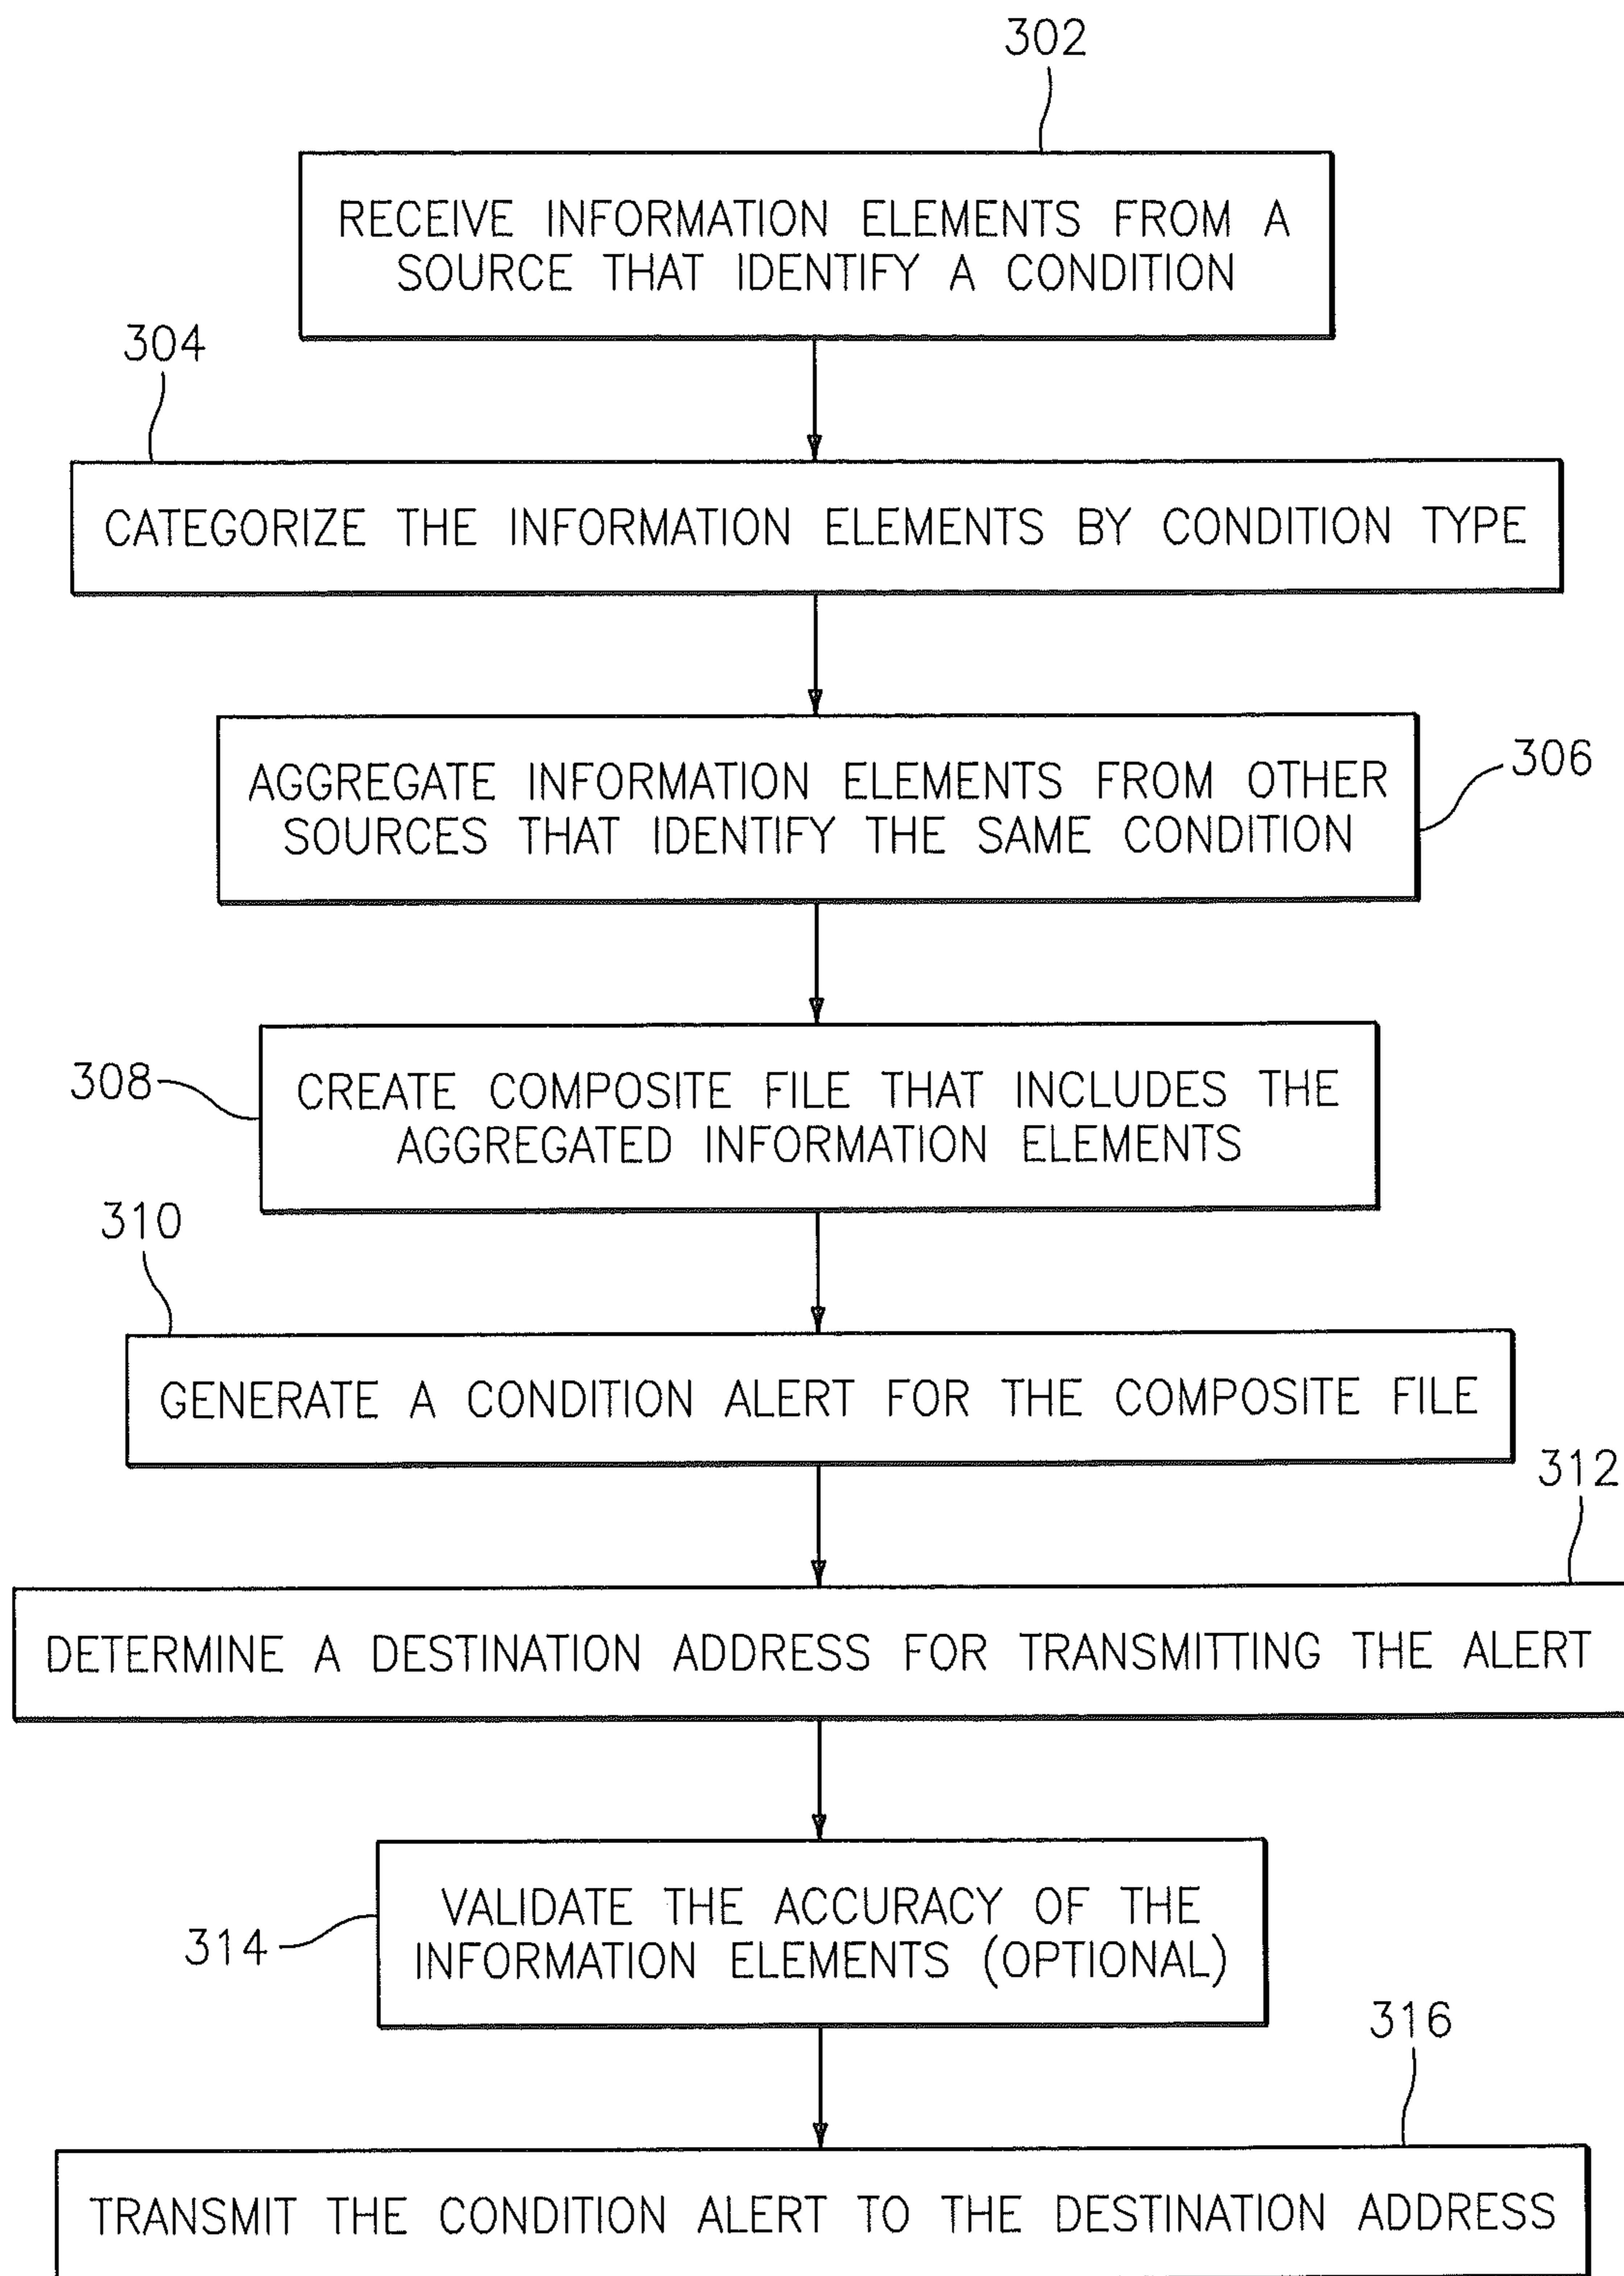 302
RECEIVE INFORMATION ELEMENTS FROM A
SOURCE THAT IDENTIFY A CONDITION
304
CATEGORIZE THE INFORMATION ELEMENTS BY CONDITION TYPE
AGGREGATE INFORMATION ELEMENTS FROM OTHER
SOURCES THAT IDENTIFY THE SAME CONDITION
306
308
CREATE COMPOSITE FILE THAT INCLUDES THE
AGGREGATED INFORMATION ELEMENTS
310
GENERATE A CONDITION ALERT FOR THE COMPOSITE FILE
312
DETERMINE A DESTINATION ADDRESS FOR TRANSMITTING THE ALERT
314
VALIDATE THE ACCURACY OF THE
INFORMATION ELEMENTS (OPTIONAL)
316
TRANSMIT THE CONDITION ALERT TO THE DESTINATION ADDRESS